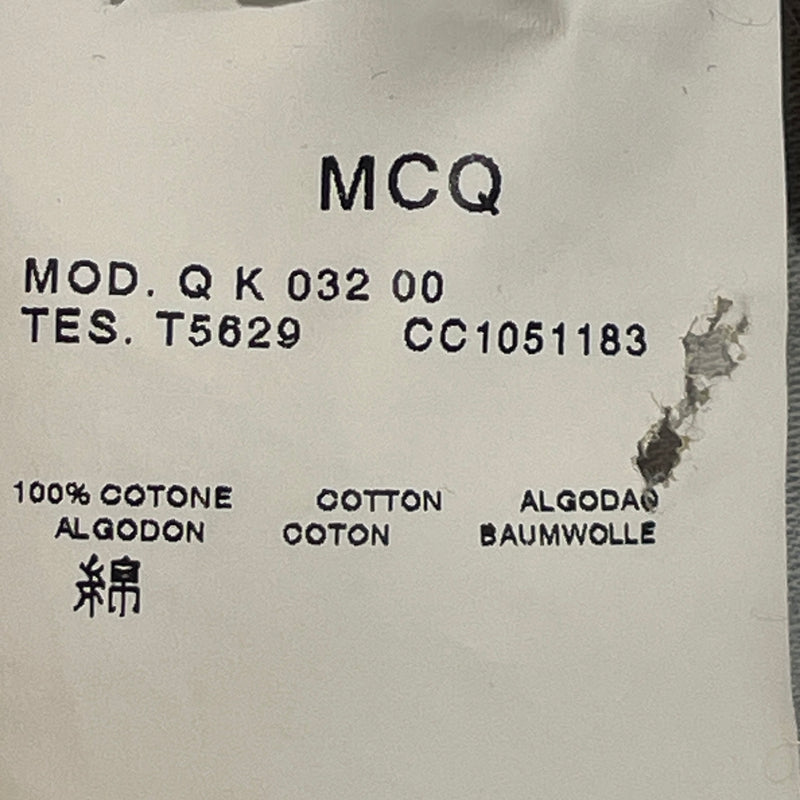 MCQ
MOD. Q K 032 00
TES. T5629 CC1051183
100% COTONE COTTON ALGODAO
ALGODON COTON BAUMWOLLE
綿